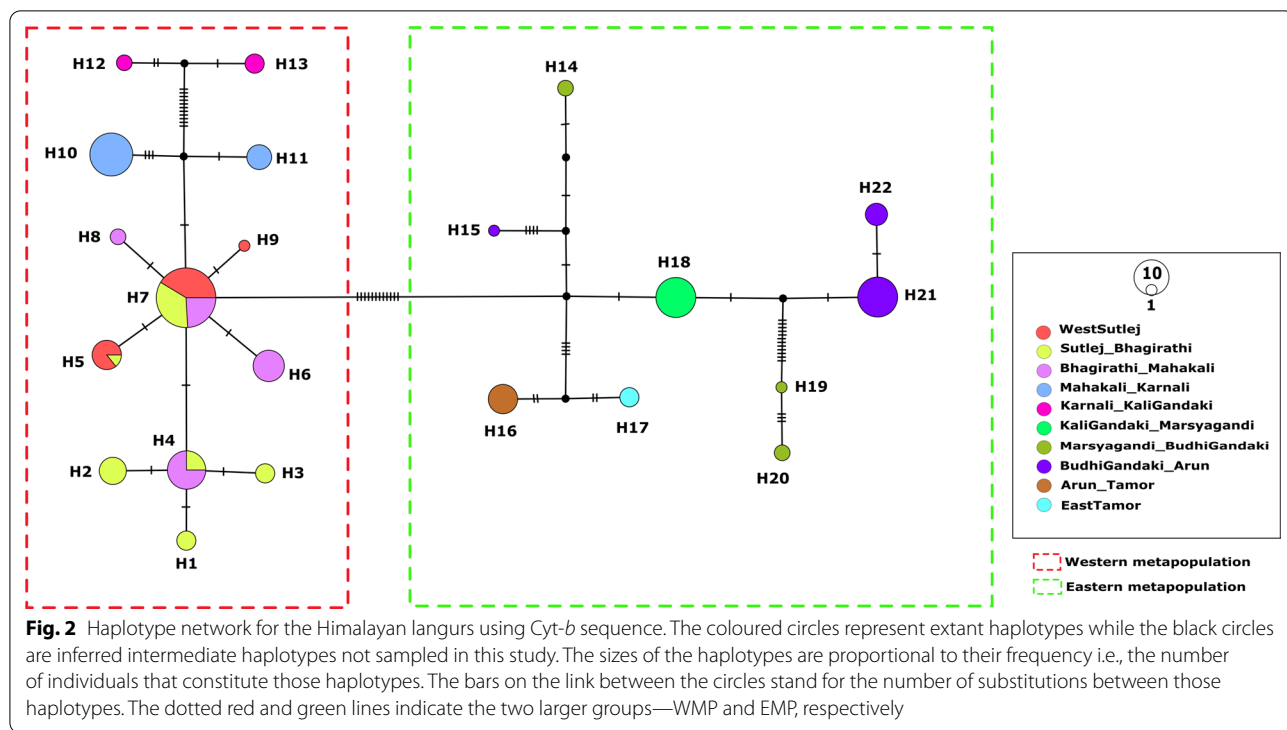 H12
H13
H10
H11
H8
H9
H7
H5
H6
H4
H2
H3
H1
H14
H15
H22
H18
H21
H19
H16
H17
H20
10
1
WestSutlej
Sutlej_Bhagirathi
Bhagirathi_Mahakali
Mahakali_Karnali
Karnali_KaliGandaki
KaliGandaki_Marsyagandi
Marsyagandi_BudhiGandaki
BudhiGandaki_Arun
Arun_Tamor
EastTamor
Western metapopulation
Eastern metapopulation
Fig. 2 Haplotype network for the Himalayan langurs using Cyt-b sequence. The coloured circles represent extant haplotypes while the black circles
are inferred intermediate haplotypes not sampled in this study. The sizes of the haplotypes are proportional to their frequency i.e., the number
of individuals that constitute those haplotypes. The bars on the link between the circles stand for the number of substitutions between those
haplotypes. The dotted red and green lines indicate the two larger groups—WMP and EMP, respectively